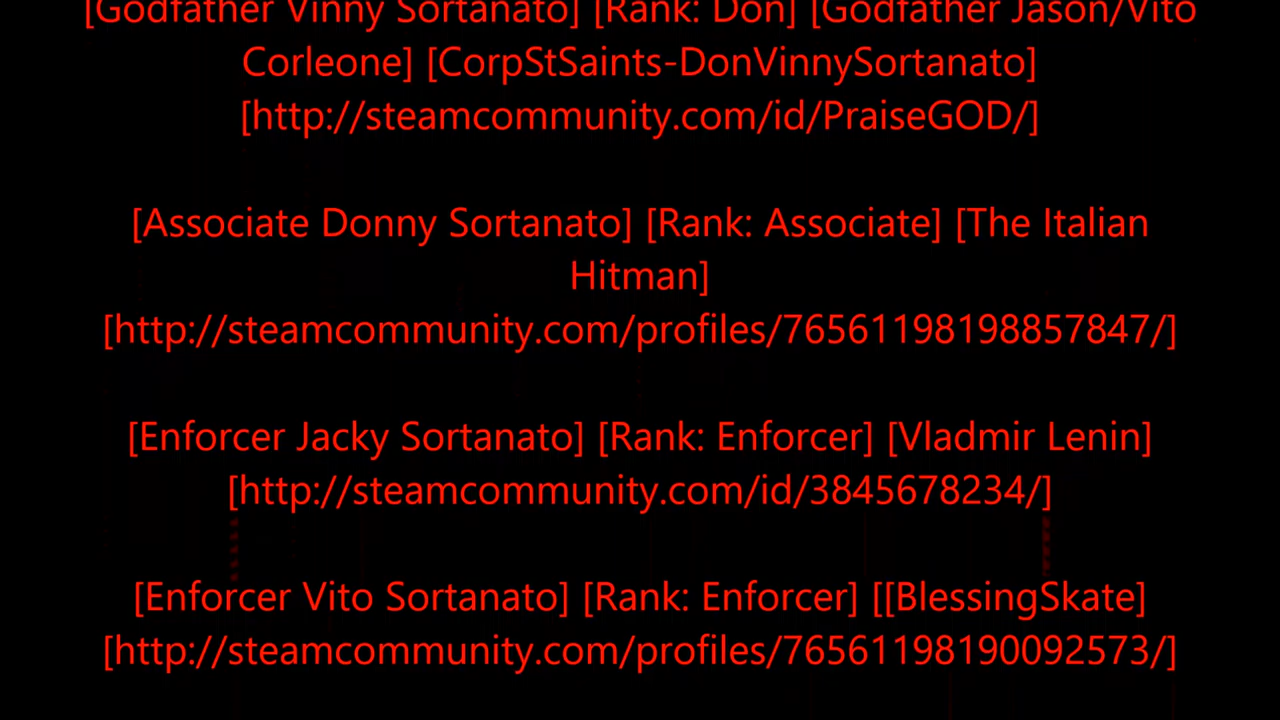 [Godfather Vinny Sortanato] [Rank: Don] [Godfather Jason/Vito
Corleone] [CorpStSaints-DonVinnySortanato]
[http://steamcommunity.com/id/PraiseGOD/]
[Associate Donny Sortanato] [Rank: Associate] [The Italian
Hitman]
[http://steamcommunity.com/profiles/76561198198857847/]
[Enforcer Jacky Sortanato] [Rank: Enforcer] [Vladmir Lenin]
[http://steamcommunity.com/id/3845678234/]
[Enforcer Vito Sortanato] [Rank: Enforcer] [[BlessingSkate]
[http://steamcommunity.com/profiles/76561198190092573/]